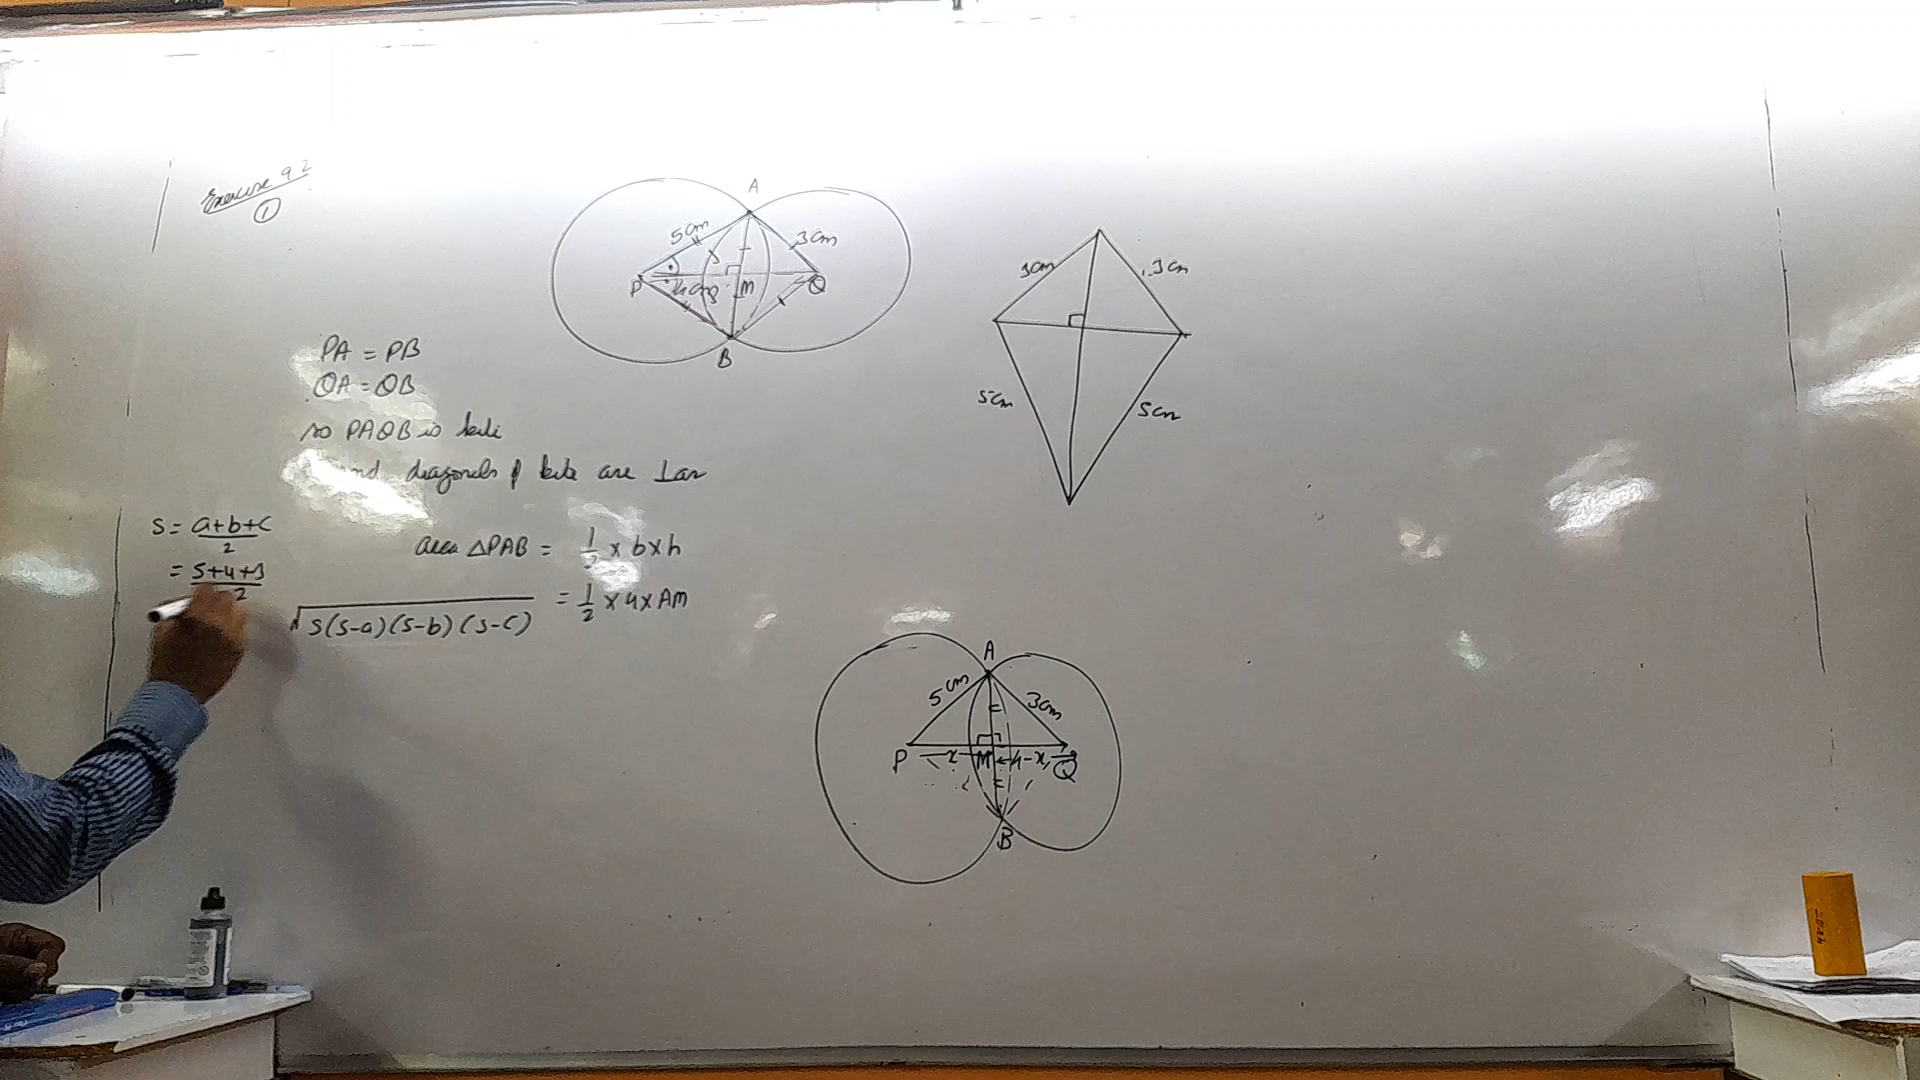 Exercise 9.2
1
A
5cm
3cm
P
4cm
M
Q
B
3cm
3cm
5cm
5cm
PA = PB
QA = QB
so PAQB is kite
diagonals of kite are ⊥ar
S = a+b+c
2
= 5+4+3
2
area △PAB = 1/2 x b x h
√S(S-a)(S-b)(S-C) = 1/2 x 4 x AM
A
5cm
3cm
P
x
M
4-x
Q
B